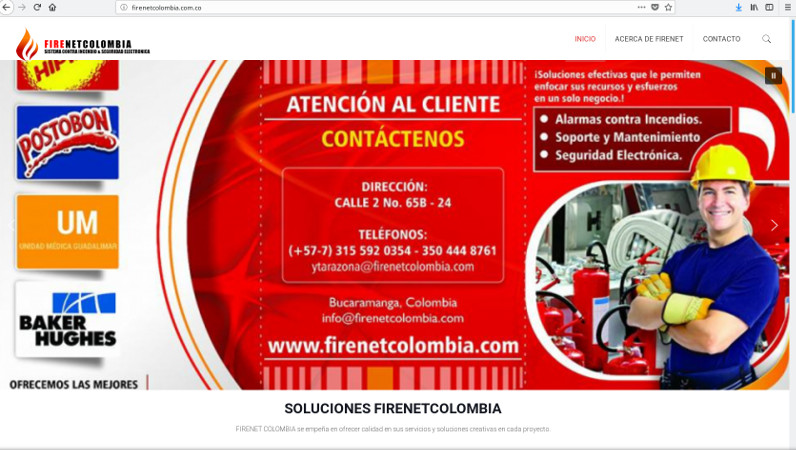 firenetcolombia.com.co
FIRENETCOLOMBIA
SISTEMA CONTRA INCENDIO & SEGURIDAD ELECTRONICA
INICIO
ACERCA DE FIRENET
CONTACTO
POSTOBON
UM
UNIDAD MÉDICA GUADALIMAR
BAKER
HUGHES
OFRECEMOS LAS MEJORES
ATENCIÓN AL CLIENTE
CONTÁCTENOS
DIRECCIÓN:
CALLE 2 No. 65B - 24
TELÉFONOS:
(+57-7) 315 592 0354 - 350 444 8761
ytarazona@firenetcolombia.com
Bucaramanga, Colombia
info@firenetcolombia.com
www.firenetcolombia.com
¡Soluciones efectivas que le permiten
enfocar sus recursos y esfuerzos
en un solo negocio.!
Alarmas contra Incendios.
Soporte y Mantenimiento
Seguridad Electrónica.
SOLUCIONES FIRENETCOLOMBIA
FIRENET COLOMBIA se empeña en ofrecer calidad en sus servicios y soluciones creativas en cada proyecto